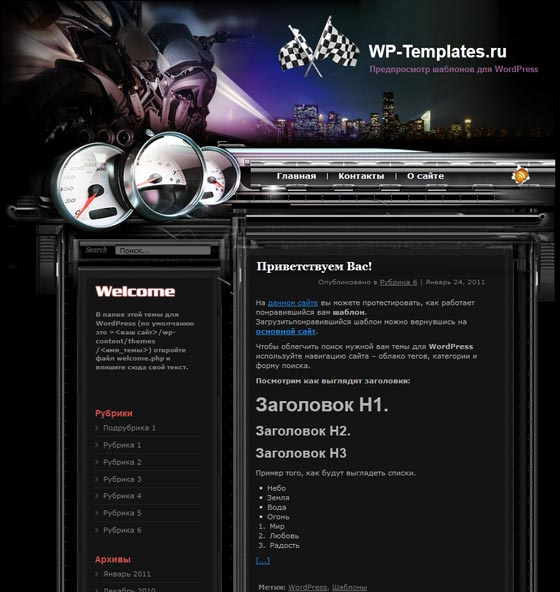 WP-Templates.ru
Предпросмотр шаблонов для WordPress
Главная | Контакты | О сайте
Search Поиск...
Welcome
В папке этой темы для
WordPress (по умолчанию
это «<ваш сайт>/wp-
content/themes
/<имя_темы>) откройте
файл welcome.php и
впишите сюда свой текст.
Рубрики
Подрубрика 1
Рубрика 1
Рубрика 2
Рубрика 3
Рубрика 4
Рубрика 5
Рубрика 6
Архивы
Январь 2011
Декабрь 2010
Приветствуем Вас!
Опубликовано в Рубрика 6 | Январь 24, 2011
На данном сайте вы можете протестировать, как работает
понравившийся вам шаблон.
Загрузитьпонравившийся шаблон можно вернувшись на
основной сайт.
Чтобы облегчить поиск нужной вам темы для WordPress
используйте навигацию сайта – облако тегов, категории и
форму поиска.
Посмотрим как выглядят заголовки:
Заголовок H1.
Заголовок H2.
Заголовок H3
Пример того, как будут выглядеть списки.
• Небо
• Земля
• Вода
• Огонь
1. Мир
2. Любовь
3. Радость
[...]
Метки: WordPress, Шаблоны